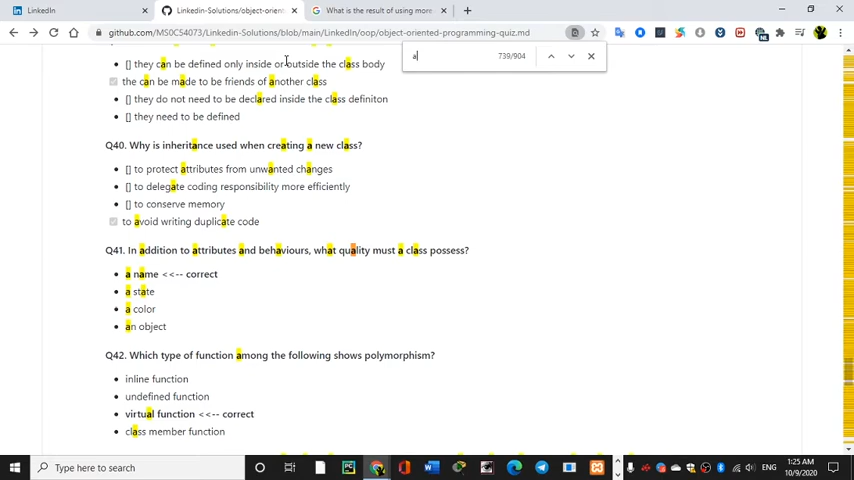 LinkedIn
Linkedin-Solutions/object-orient
What is the result of using more
github.com/MS0C54073/Linkedin-Solutions/blob/main/LinkedIn/oop/object-oriented-programming-quiz.md
a
739/904
[] they can be defined only inside or outside the class body
the can be made to be friends of another class
[] they do not need to be declared inside the class definiton
[] they need to be defined
Q40. Why is inheritance used when creating a new class?
[] to protect attributes from unwanted changes
[] to delegate coding responsibility more efficiently
[] to conserve memory
to avoid writing duplicate code
Q41. In addition to attributes and behaviours, what quality must a class possess?
a name <<-- correct
a state
a color
an object
Q42. Which type of function among the following shows polymorphism?
inline function
undefined function
virtual function <<-- correct
class member function
Type here to search
ENG
1:25 AM
10/9/2020